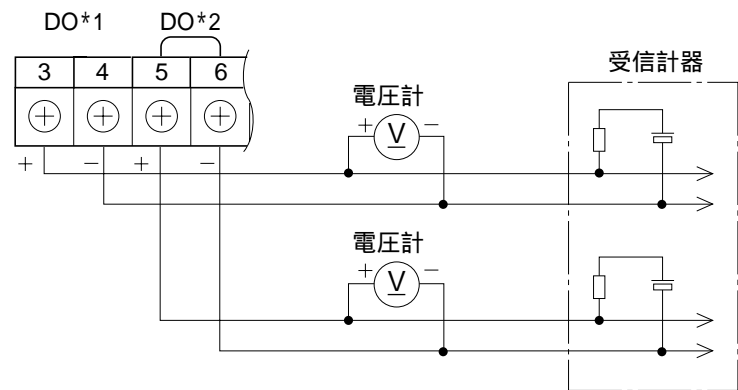 DO*1
DO*2
受信計器
3 4 5 6
電圧計
+ V −
+ − + −
電圧計
+ V −